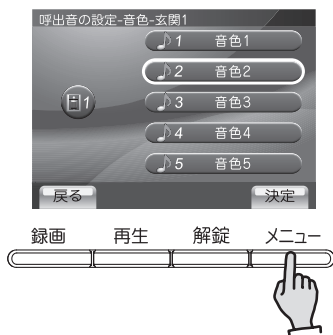 呼出音の設定-音色-玄関1
1 音色1
2 音色2
1
3 音色3
4 音色4
5 音色5
戻る 決定
録画 再生 解錠 メニュー